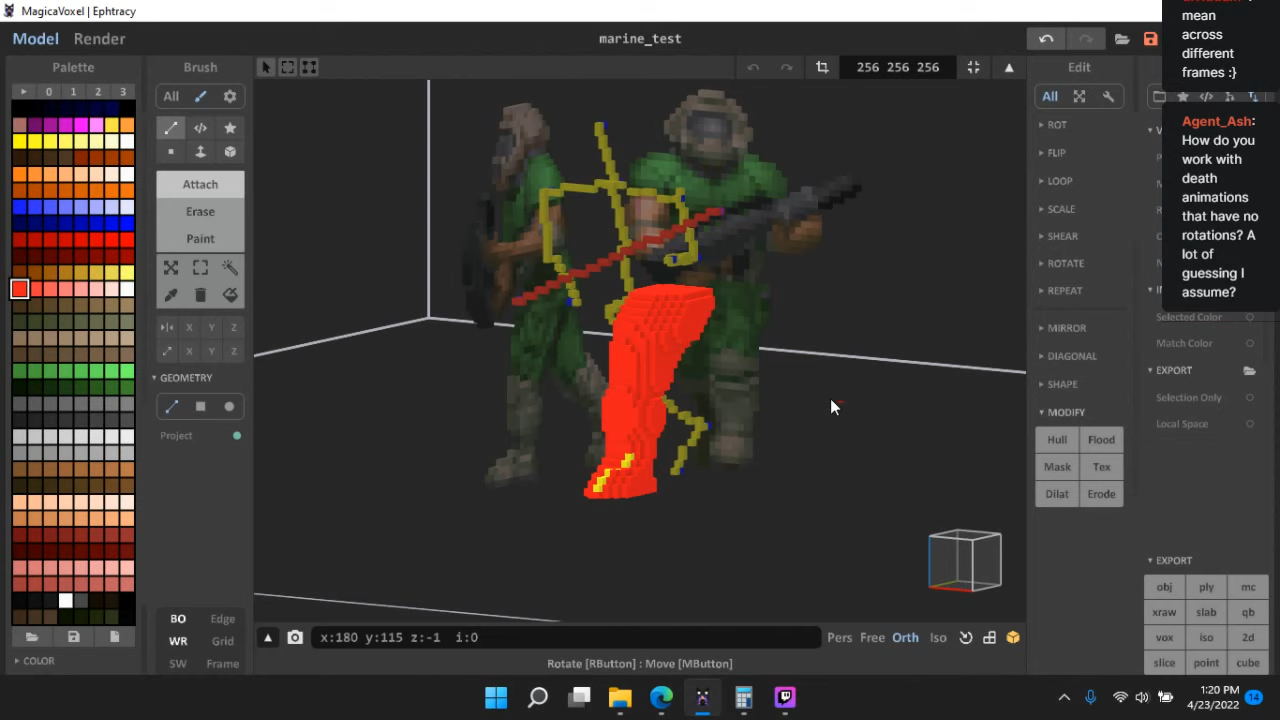 MagicaVoxel | Ephtracy
Model Render
marine_test
mean
across
different
frames :}
Agent_Ash:
How do you
work with
death
animations
that have no
rotations? A
lot of
guessing I
assume?
Palette
0 1 2 3
COLOR
Brush
All
Attach
Erase
Paint
X Y Z
X Y Z
GEOMETRY
Project
BO Edge
WR Grid
SW Frame
256 256 256
x:180 y:115 z:-1 i:0
Pers Free Orth Iso
Rotate [RButton] : Move [MButton]
Edit
All
ROT
FLIP
LOOP
SCALE
SHEAR
ROTATE
REPEAT
MIRROR
DIAGONAL
SHAPE
MODIFY
Hull Flood
Mask Tex
Dilat Erode
Selected Color
Match Color
EXPORT
Selection Only
Local Space
EXPORT
obj ply mc
xraw slab qb
vox iso 2d
slice point cube
1:20 PM
4/23/2022
14